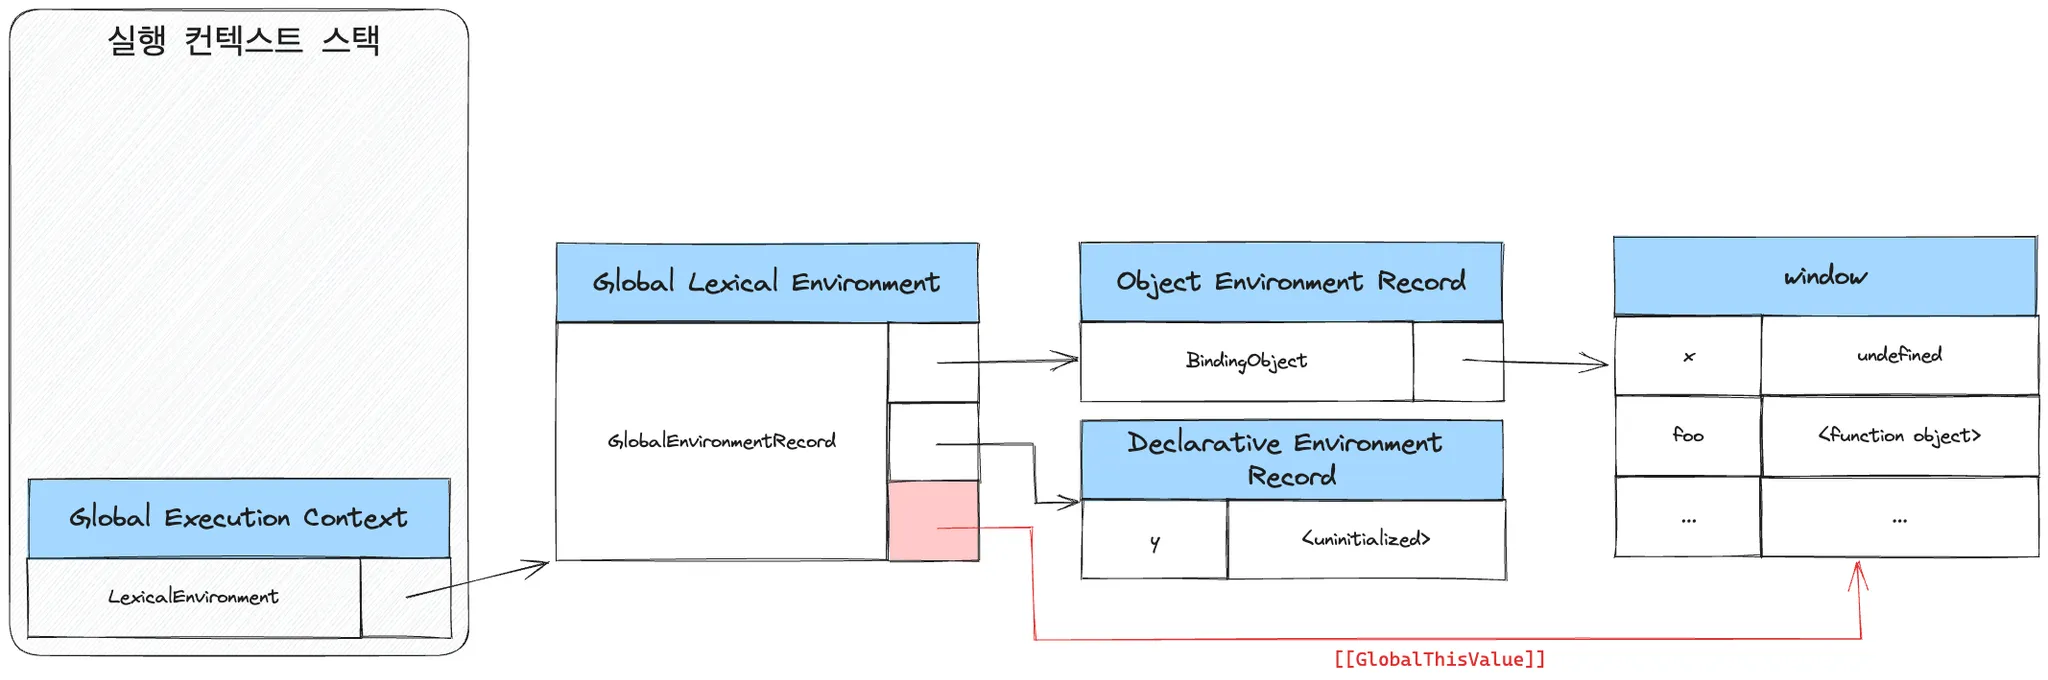 실행 컨텍스트 스택
Global Execution Context
LexicalEnvironment
Global Lexical Environment
GlobalEnvironmentRecord
Object Environment Record
BindingObject
Declarative Environment
Record
y
<uninitialized>
window
x
undefined
foo
<function object>
...
...
[[GlobalThisValue]]